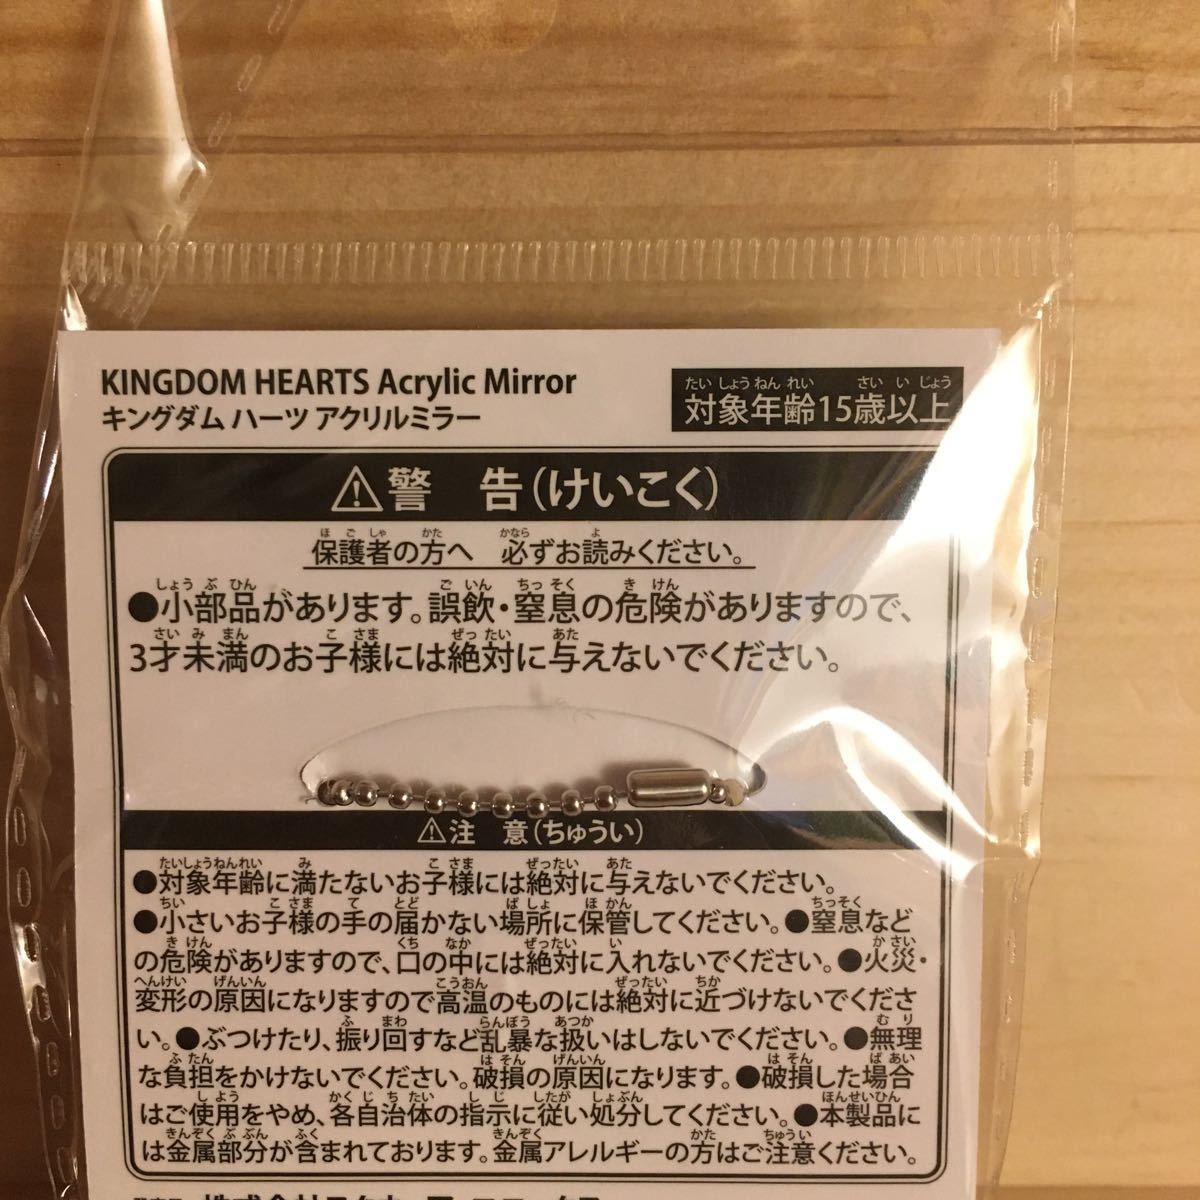 KINGDOM HEARTS Acrylic Mirror
キングダム ハーツ アクリルミラー
たい しょう ねん れい さい い じょう
対象年齢15歳以上
⚠警 告(けいこく)
ほ ご しゃ かた かなら よ
保護者の方へ 必ずお読みください。
しょう ぶ ひん ご いん ちっ そく き けん
●小部品があります。誤飲・窒息の危険がありますので、
さい み まん こ さま ぜっ たい あた
3才未満のお子様には絶対に与えないでください。
⚠注 意(ちゅうい)
たいしょうねんれい み こ さま ぜったい あた
●対象年齢に満たないお子様には絶対に与えないでください。
ちい こ さま て とど ば しょ ほ かん ちっそく
●小さいお子様の手の届かない場所に保管してください。●窒息など
き けん くち なか ぜったい い か さい
の危険がありますので、口の中には絶対に入れないでください。●火災・
へんけい げんいん こうおん ぜったい ちか
変形の原因になりますので高温のものには絶対に近づけないでくださ
ふ まわ らんぼう あつか む り
い。●ぶつけたり、振り回すなど乱暴な扱いはしないでください。●無理
ふ たん は そん げんいん は そん ば あい
な負担をかけないでください。破損の原因になります。●破損した場合
し よう かく じ ち たい し じ したが しょぶん ほんせいひん
はご使用をやめ、各自治体の指示に従い処分してください。●本製品に
きんぞく ぶ ぶん ふく きんぞく かた ちゅうい
は金属部分が含まれております。金属アレルギーの方はご注意ください。